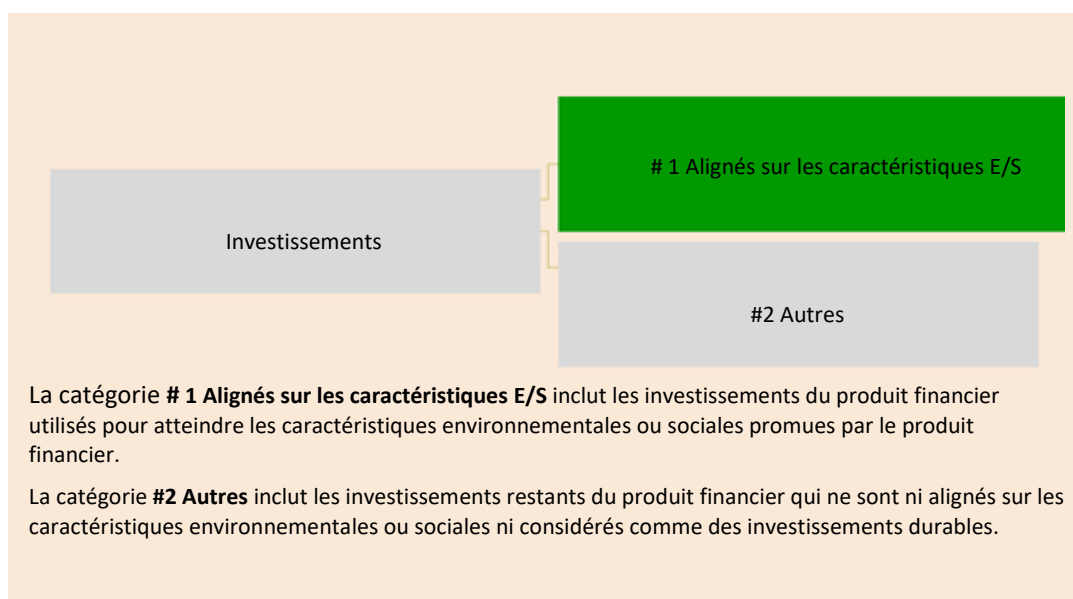 # 1 Alignés sur les caractéristiques E/S
Investissements
#2 Autres
La catégorie # 1 Alignés sur les caractéristiques E/S inclut les investissements du produit financier
utilisés pour atteindre les caractéristiques environnementales ou sociales promues par le produit
financier.
La catégorie #2 Autres inclut les investissements restants du produit financier qui ne sont ni alignés sur les
caractéristiques environnementales ou sociales ni considérés comme des investissements durables.